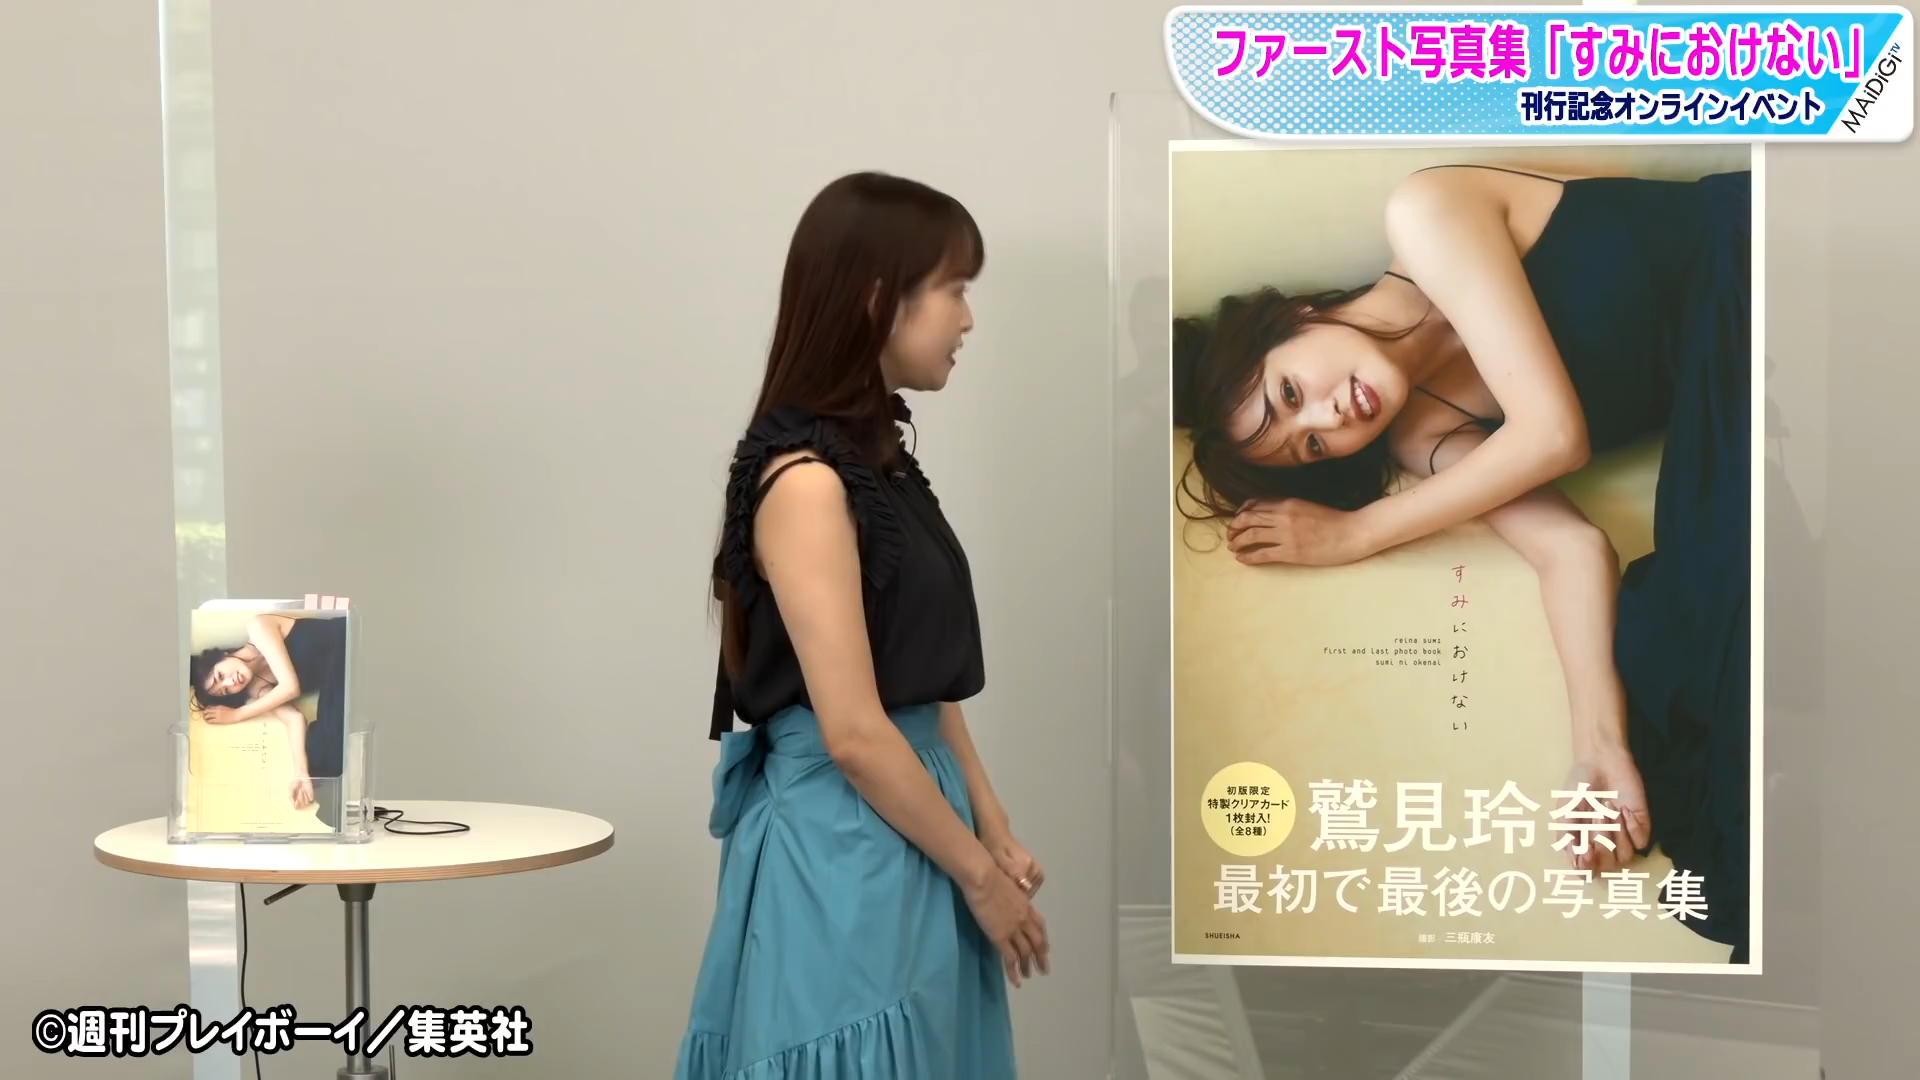 ファースト写真集「すみにおけない」
刊行記念オンラインイベント
MAiDiGiTV
すみにおけない
reina sumi
first and last photo book
sumi ni okenai
初版限定
特製クリアカード
1枚封入!
(全8種)
鷲見玲奈
最初で最後の写真集
SHUEISHA
撮影 三瓶康友
©週刊プレイボーイ／集英社